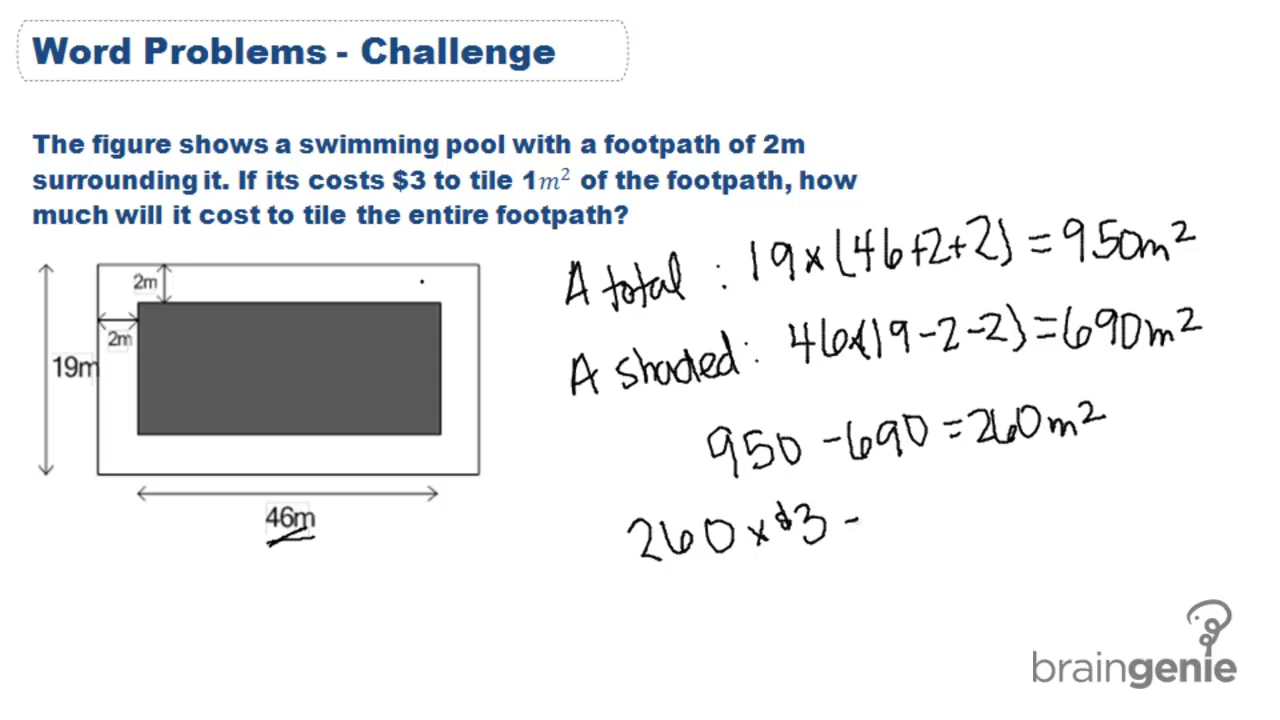 Word Problems - Challenge
The figure shows a swimming pool with a footpath of 2m
surrounding it. If its costs $3 to tile 1m² of the footpath, how
much will it cost to tile the entire footpath?
2m
2m
19m
46m
A total : 19 x (46+2+2) = 950m²
A shaded : 46x(19-2-2) = 690m²
950 - 690 = 260m²
260 x $3 -
braingenie